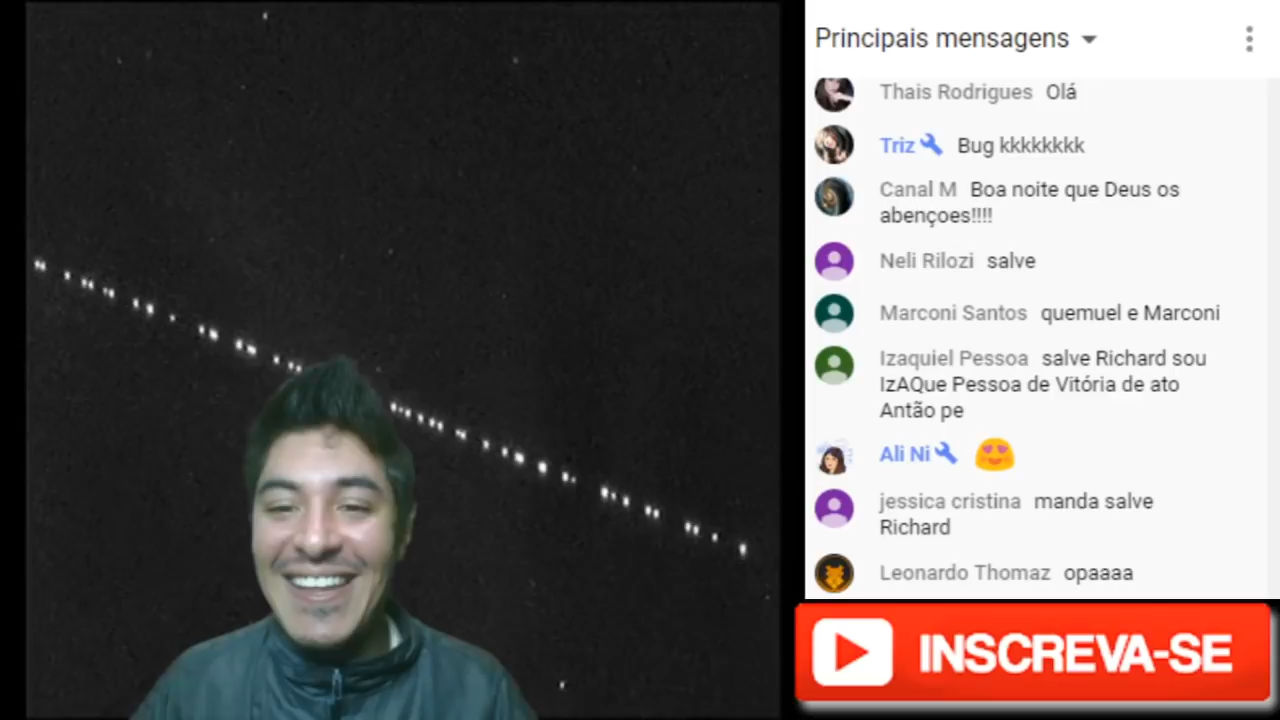 Principais mensagens
Thais Rodrigues Olá
Triz Bug kkkkkkkk
Canal M Boa noite que Deus os
abençoes!!!!
Neli Rilozi salve
Marconi Santos quemuel e Marconi
Izaquiel Pessoa salve Richard sou
IzAQue Pessoa de Vitória de ato
Antão pe
Ali Ni 😍
jessica cristina manda salve
Richard
Leonardo Thomaz opaaaa
INSCREVA-SE